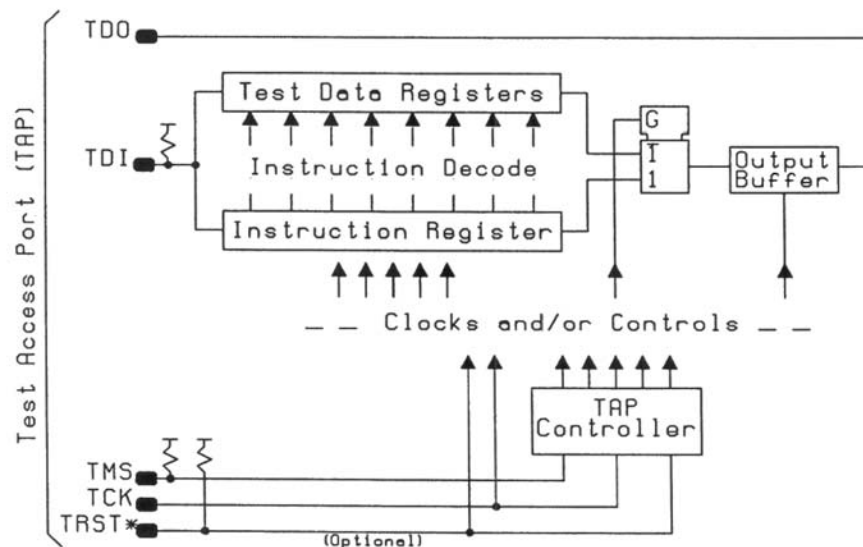 Test Access Port (TAP)
TDO
Test Data Registers
G
TDI
Instruction Decode
1
1
Output
Buffer
Instruction Register
— — Clocks and/or Controls — —
TAP
Controller
TMS
TCK
TRST*
(Optional)